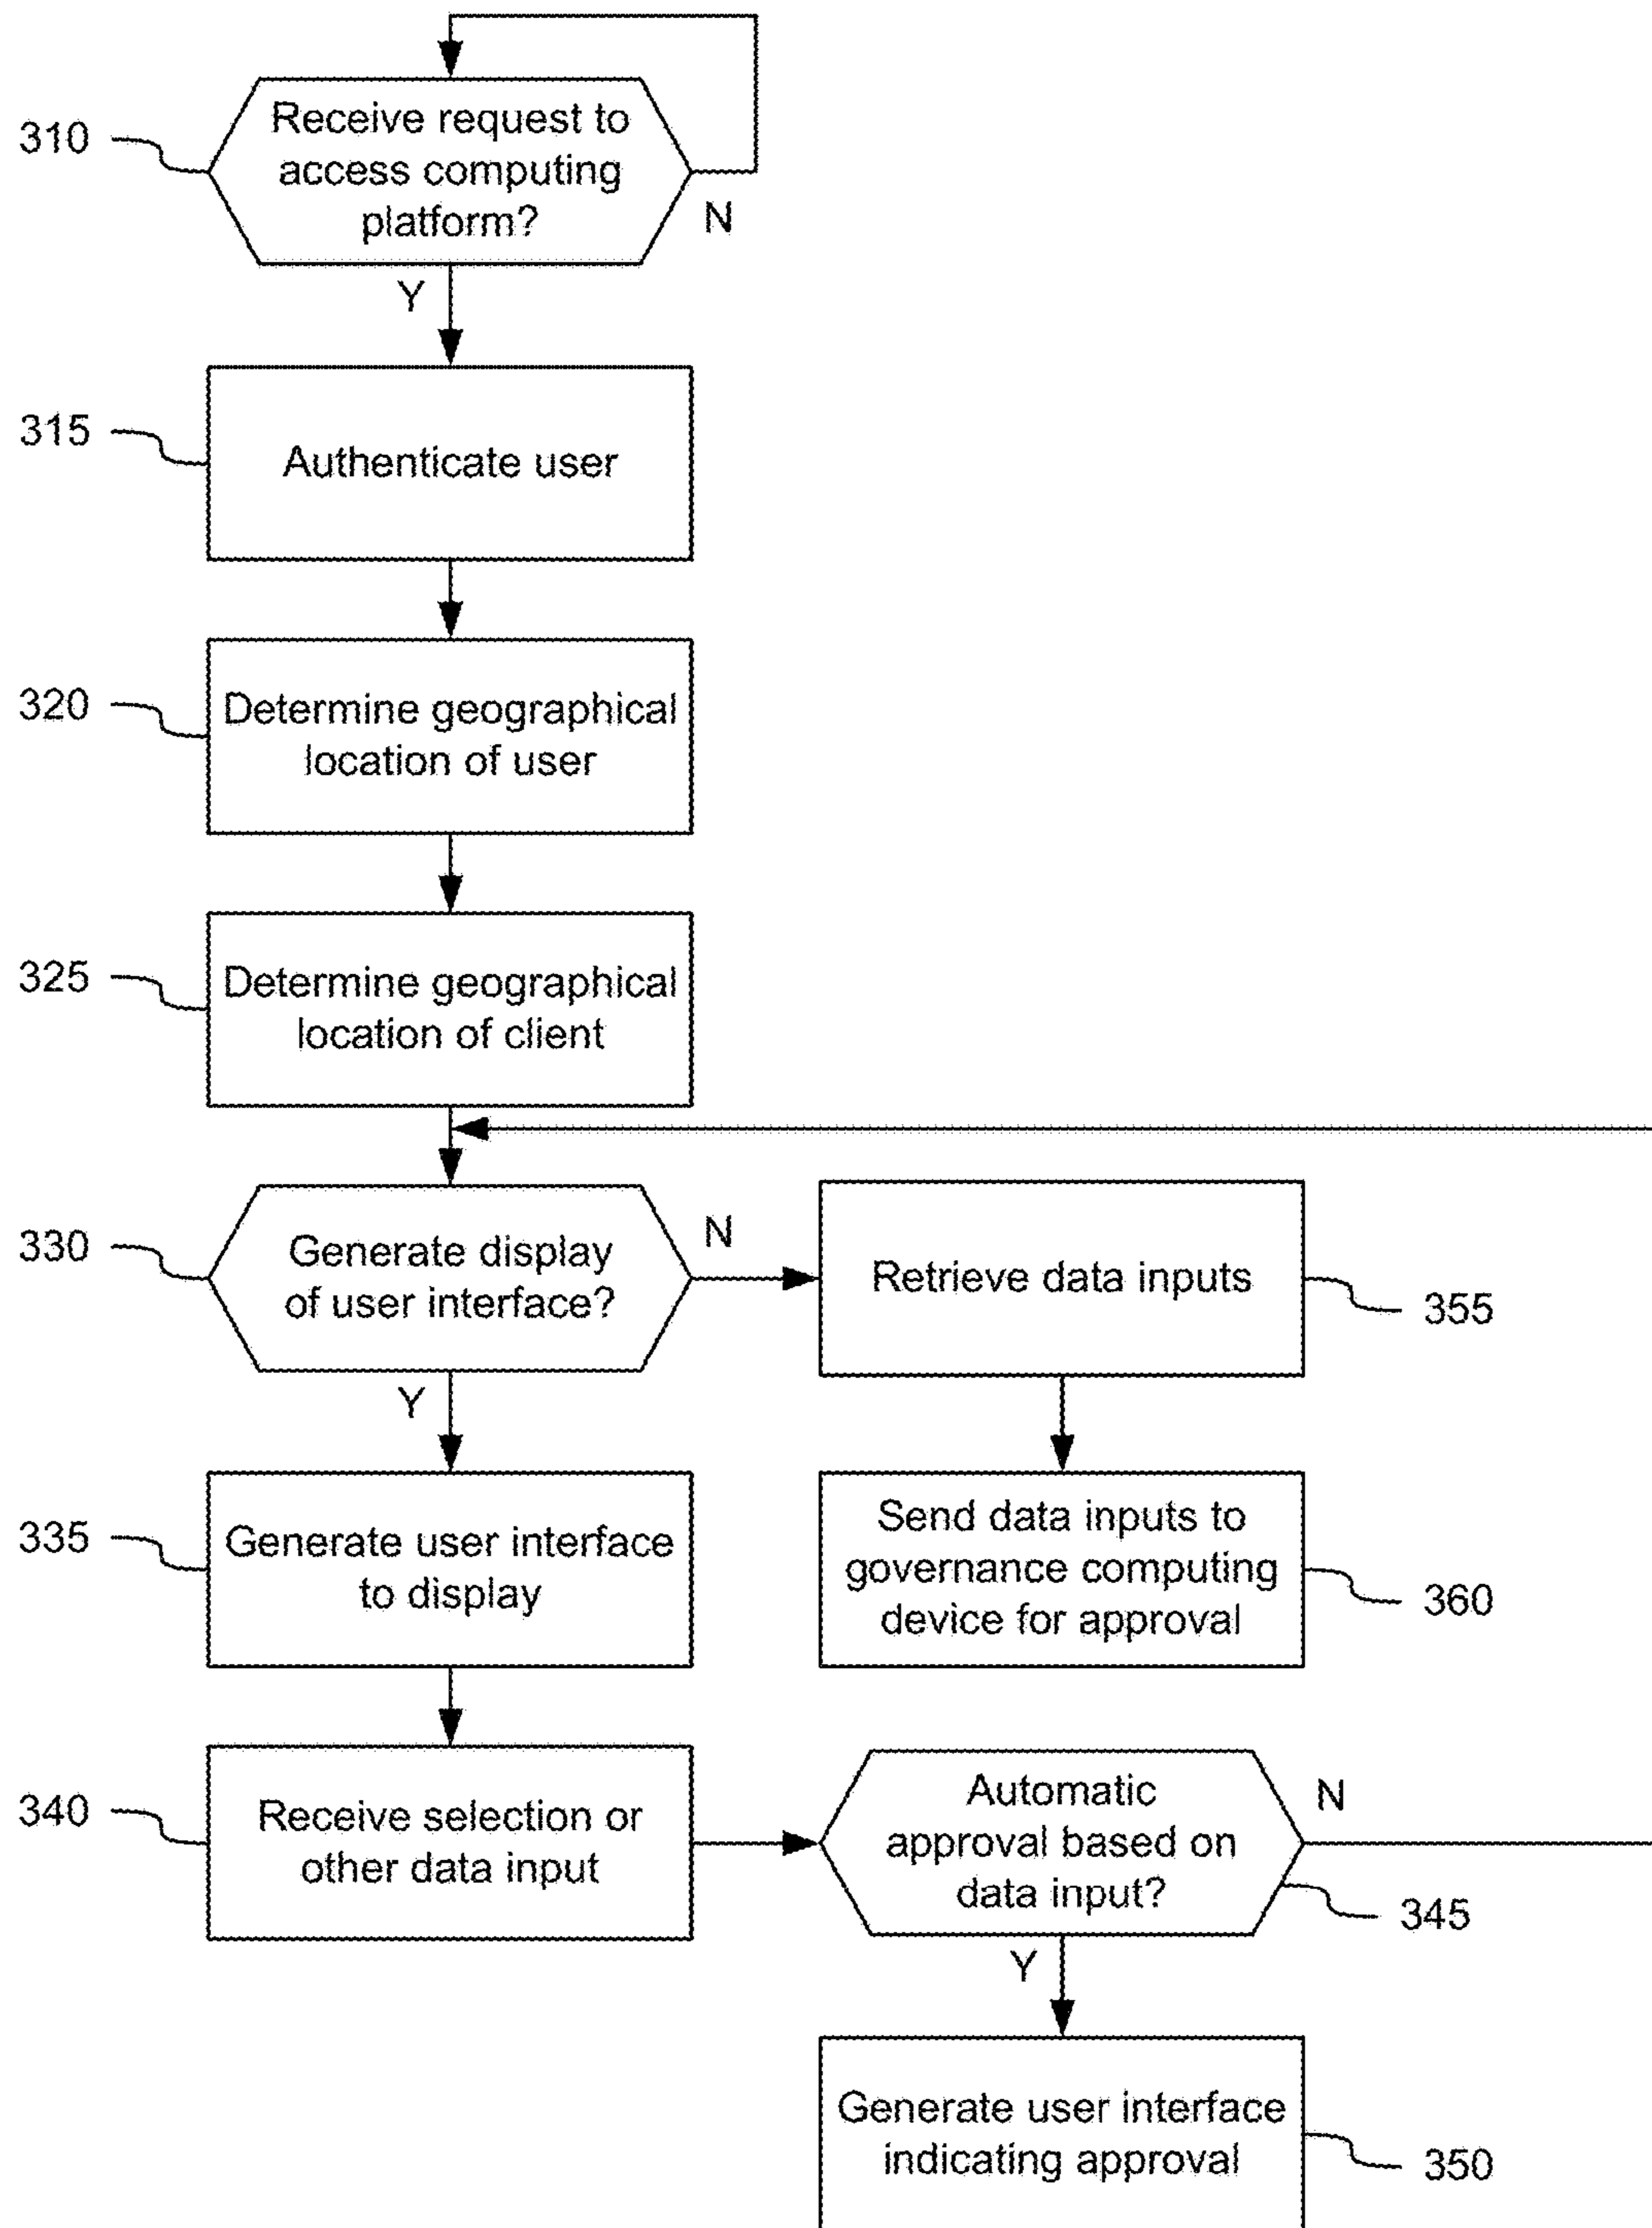 310
Receive request to
access computing
platform?
N
Y
315
Authenticate user
320
Determine geographical
location of user
325
Determine geographical
location of client
330
Generate display
of user interface?
N
Y
Retrieve data inputs
355
335
Generate user interface
to display
Send data inputs to
governance computing
device for approval
360
340
Receive selection or
other data input
Automatic
approval based on
data input?
N
345
Y
Generate user interface
indicating approval
350